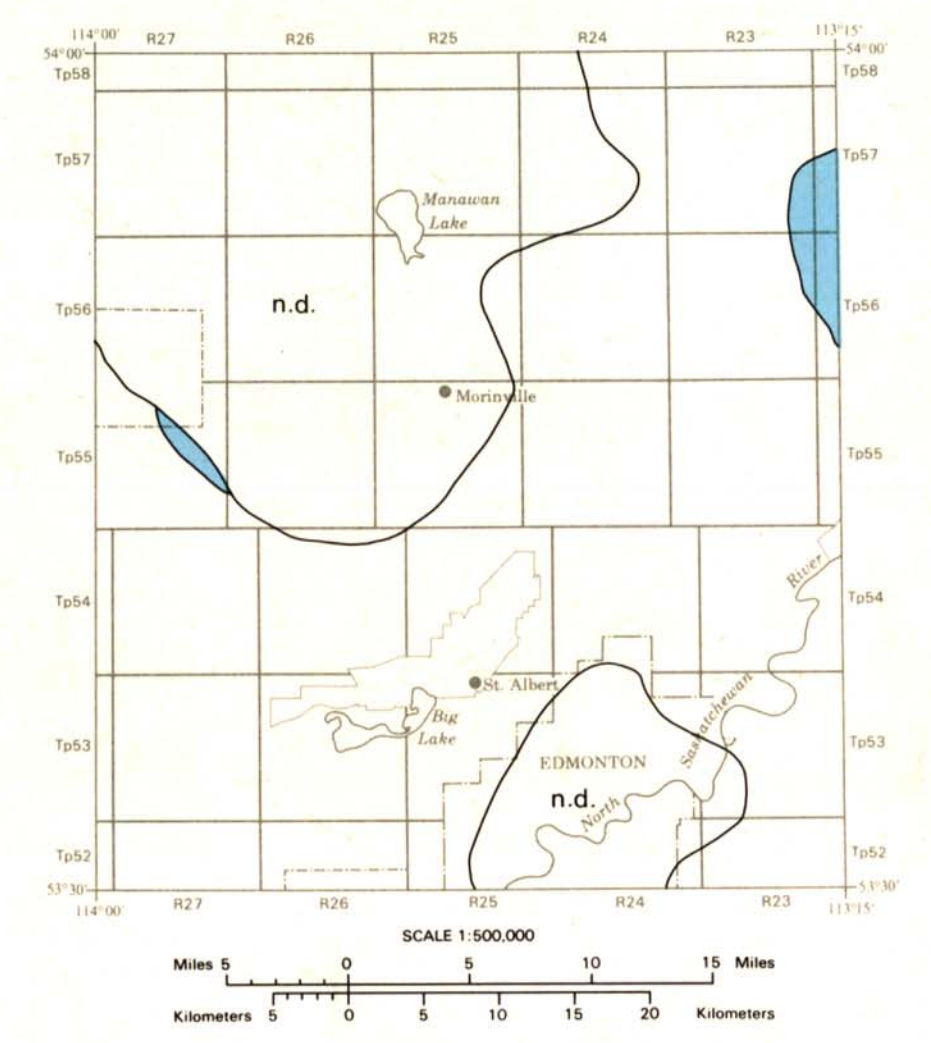 114°00' R27 R26 R25 R24 R23 113°15'
54°00' 54°00'
Tp58 Tp58
Tp57 Tp57
Manawan
Lake
Tp56 n.d. Tp56
Morinville
Tp55 Tp55
River
Tp54 Tp54
St. Albert
Saskatchewan
Big
Lake
Tp53 Tp53
EDMONTON
n.d.
North
Tp52 Tp52
53°30' 53°30'
114°00' R27 R26 R25 R24 R23 113°15'
SCALE 1:500,000
Miles 5 0 5 10 15 Miles
Kilometers 5 0 5 10 15 20 Kilometers